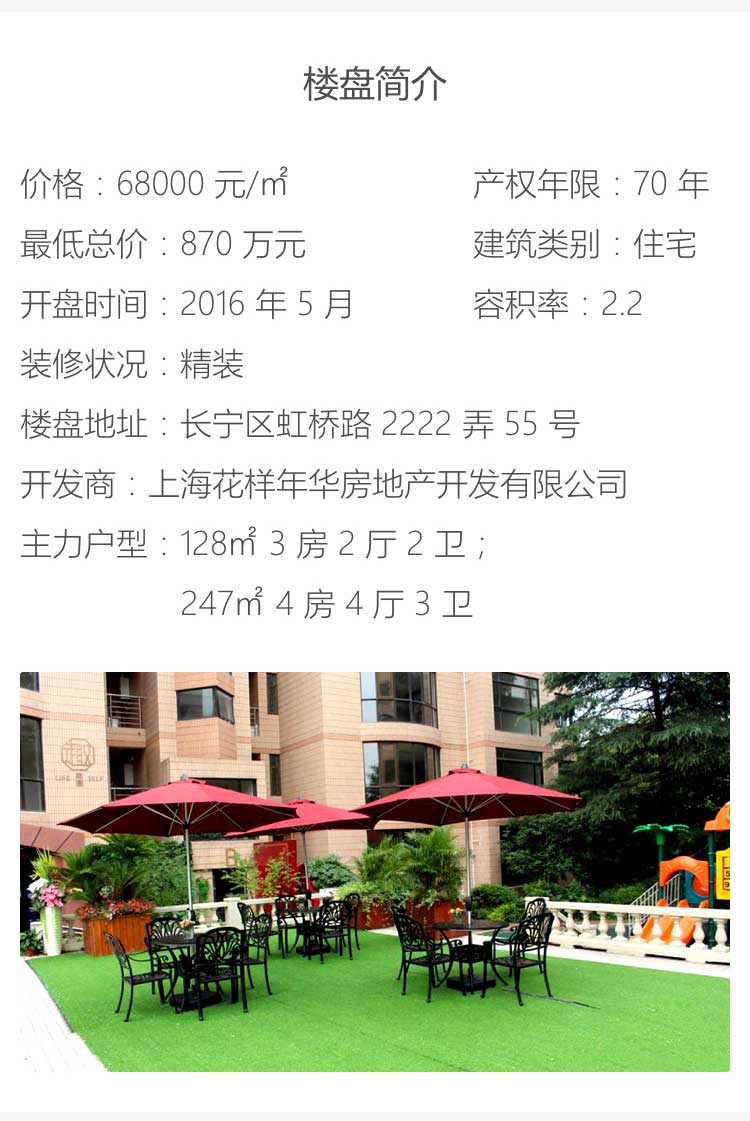 楼盘简介
价格：68000 元/㎡
产权年限：70 年
最低总价：870 万元
建筑类别：住宅
开盘时间：2016 年 5 月
容积率：2.2
装修状况：精装
楼盘地址：长宁区虹桥路 2222 弄 55 号
开发商：上海花样年华房地产开发有限公司
主力户型：128㎡ 3 房 2 厅 2 卫；
247㎡ 4 房 4 厅 3 卫
LIFE
SELF